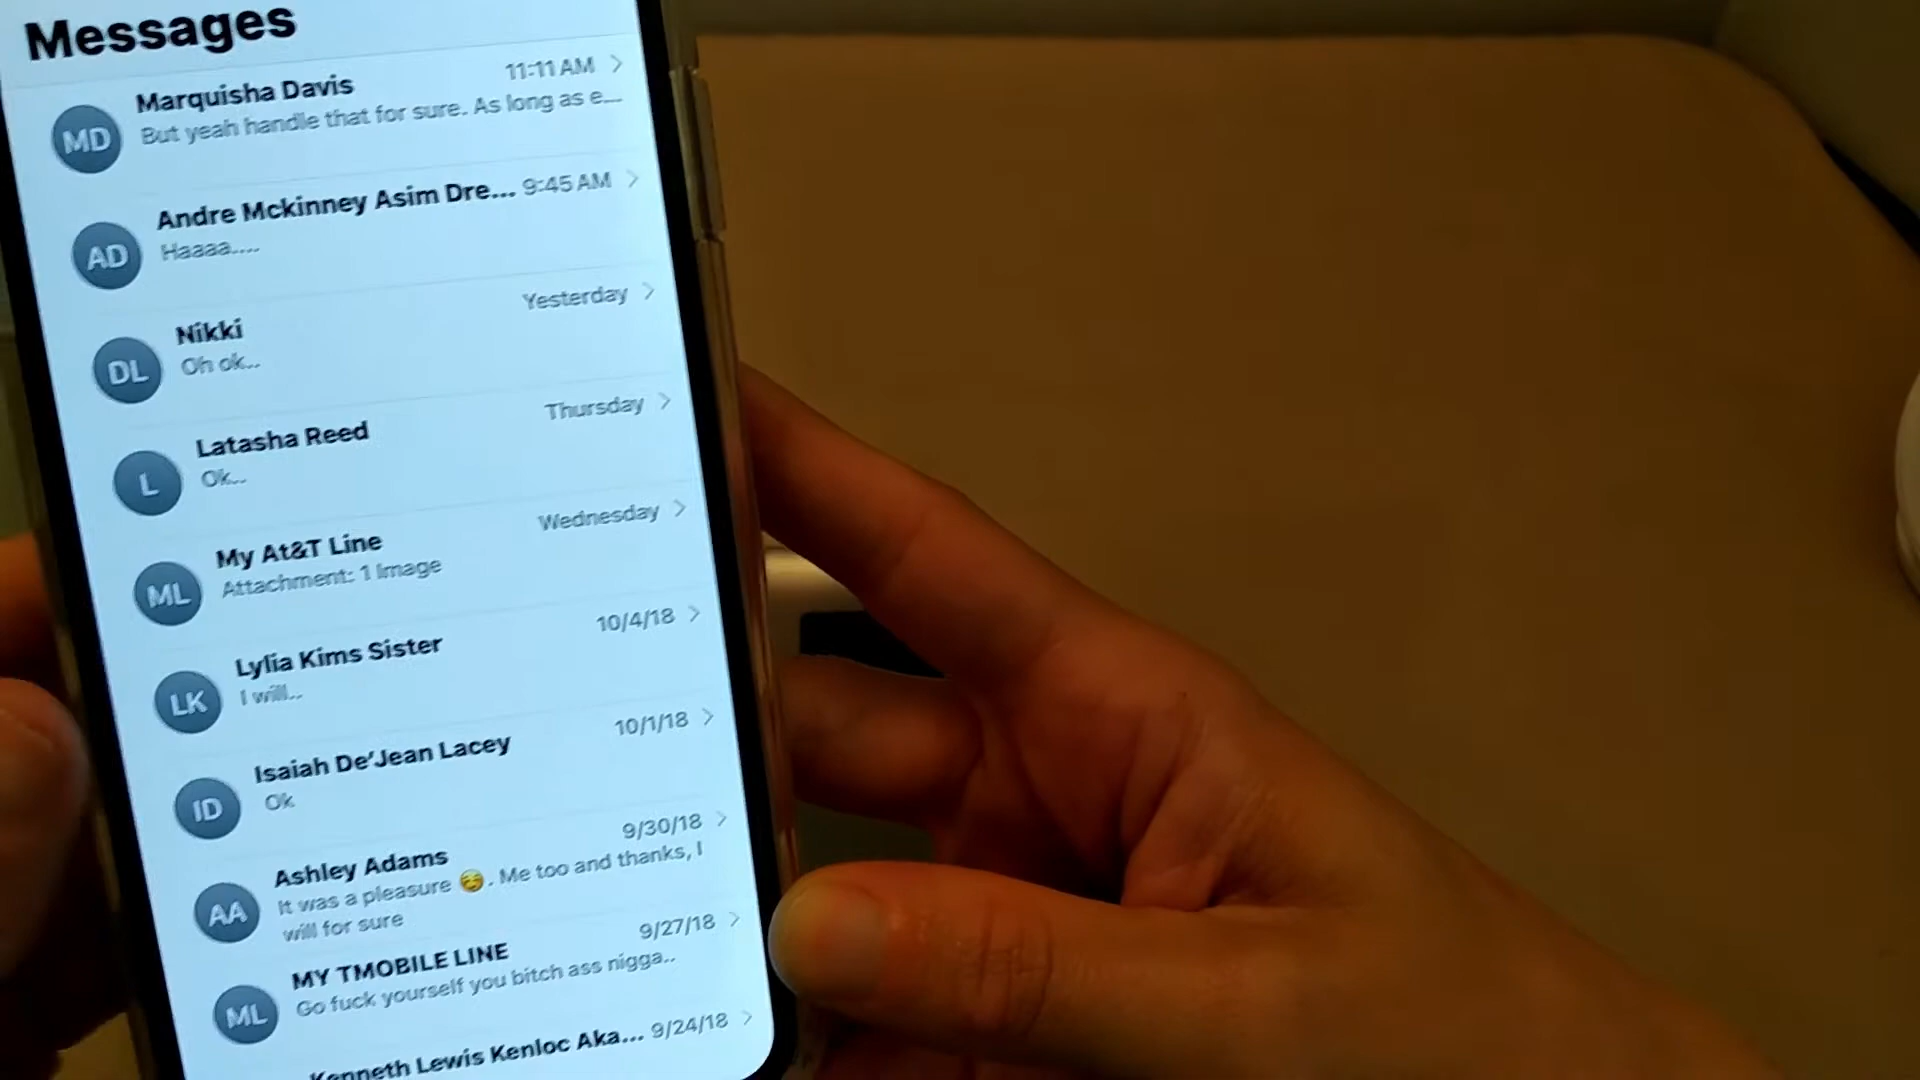 Messages
Marquisha Davis 11:11 AM
MD
But yeah handle that for sure. As long as e...
Andre Mckinney Asim Dre... 9:45 AM
AD
Haaaa....
Yesterday
Nikki
DL
Oh ok...
Thursday
Latasha Reed
L
Ok...
Wednesday
My At&T Line
ML
Attachment: 1 Image
10/4/18
Lylia Kims Sister
LK
I will...
10/1/18
Isaiah De'Jean Lacey
ID
Ok
9/30/18
Ashley Adams
AA
It was a pleasure 😏. Me too and thanks, I
will for sure
9/27/18
MY TMOBILE LINE
ML
Go fuck yourself you bitch ass nigga..
Kenneth Lewis Kenloc Aka... 9/24/18